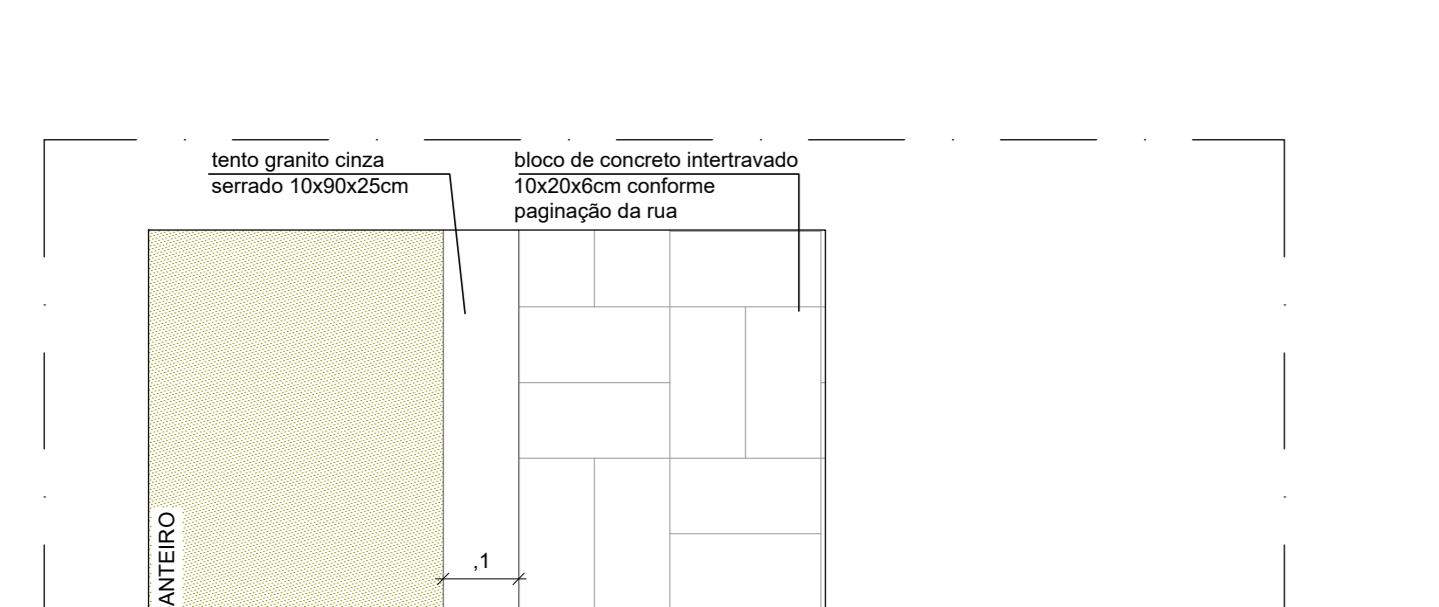 tento granito cinza
serrado 10x90x25cm
bloco de concreto intertravado
10x20x6cm conforme
paginação da rua
ANTEIRO
,1